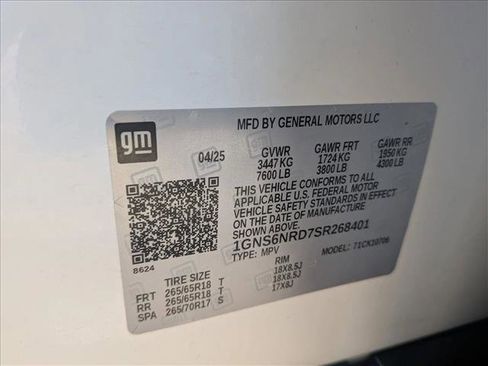 gm
MFD BY GENERAL MOTORS LLC
04/25 GVWR GAWR FRT GAWR RR
3447 KG 1724 KG 1950 KG
7600 LB 3800 LB 4300 LB
THIS VEHICLE CONFORMS TO ALL
APPLICABLE U.S. FEDERAL MOTOR
VEHICLE SAFETY STANDARDS IN EFFECT
ON THE DATE OF MANUFACTURE SHOWN ABOVE
1GNS6NRD7SR268401
8624 TYPE: MPV MODEL: 71CK10706
TIRE SIZE RIM
FRT 265/65R18 T 18X8.5J
RR 265/65R18 T 18X8.5J
SPA 265/70R17 S 17X8J